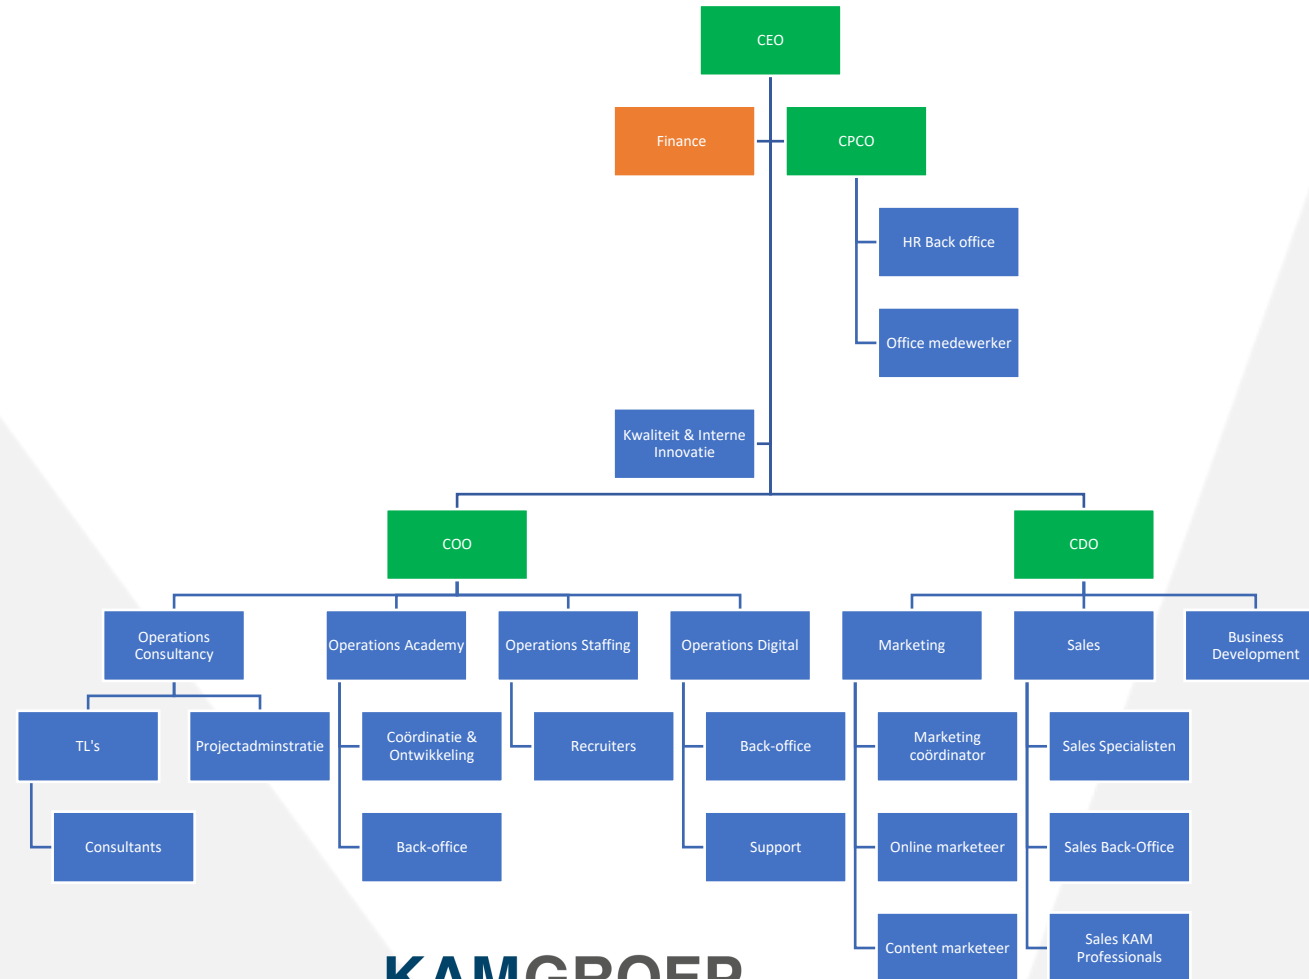 CEO
Finance
CPCO
HR Back office
Office medewerker
Kwaliteit & Interne
Innovatie
COO
CDO
Operations
Consultancy
Operations Academy
Operations Staffing
Operations Digital
Marketing
Sales
Business
Development
TL's
Projectadminstratie
Coördinatie &
Ontwikkeling
Recruiters
Back-office
Marketing
coördinator
Sales Specialisten
Consultants
Back-office
Support
Online marketeer
Sales Back-Office
Content marketeer
Sales KAM
Professionals
KAMGROEP